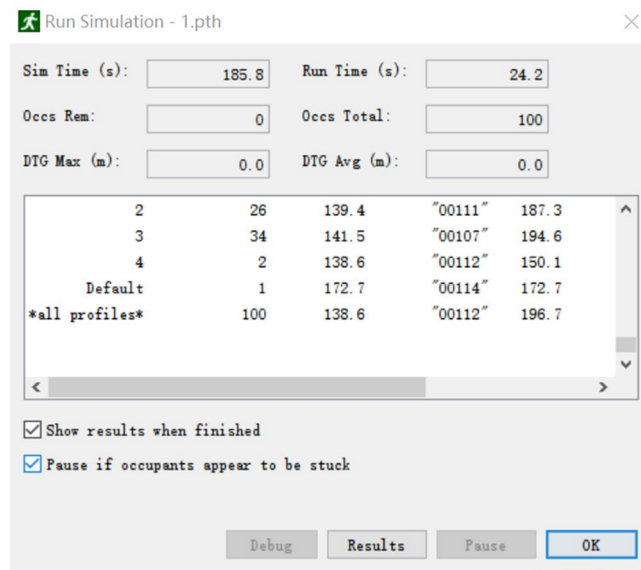 Run Simulation - 1.pth
Sim Time (s): 185.8 Run Time (s): 24.2
Occs Rem: 0 Occs Total: 100
DTG Max (m): 0.0 DTG Avg (m): 0.0
2 26 139.4 "00111" 187.3
3 34 141.5 "00107" 194.6
4 2 138.6 "00112" 150.1
Default 1 172.7 "00114" 172.7
*all profiles* 100 138.6 "00112" 196.7
Show results when finished
Pause if occupants appear to be stuck
Debug Results Pause OK